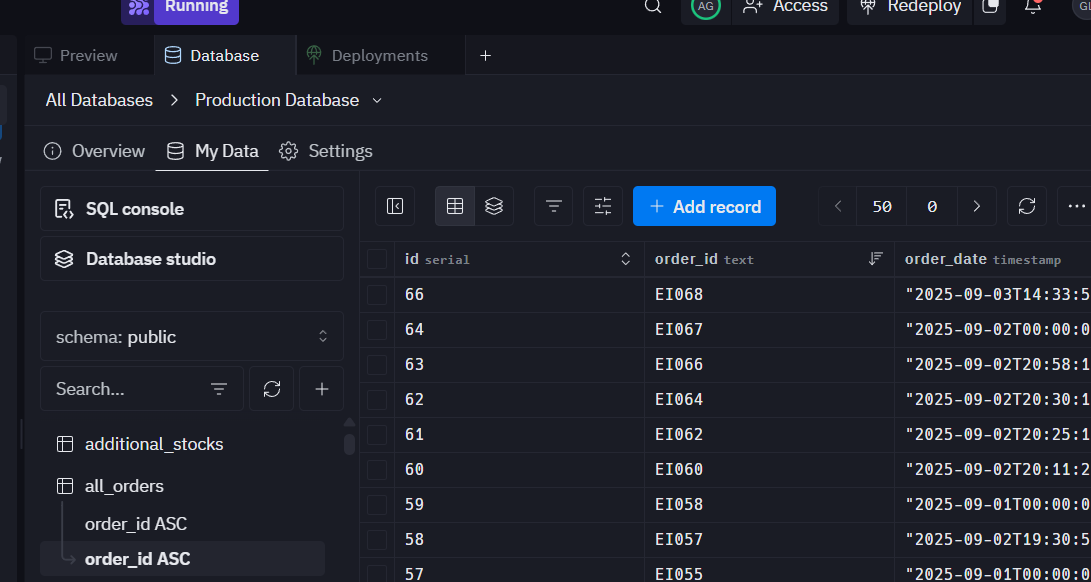 Running
AG
Access
Redeploy
Preview
Database
Deployments
All Databases
Production Database
Overview
My Data
Settings
SQL console
Database studio
schema: public
Search...
additional_stocks
all_orders
order_id ASC
order_id ASC
Add record
50
0
id serial order_id text order_date timestamp
66 EI068 "2025-09-03T14:33:5
64 EI067 "2025-09-02T00:00:0
63 EI066 "2025-09-02T20:58:1
62 EI064 "2025-09-02T20:30:1
61 EI062 "2025-09-02T20:25:1
60 EI060 "2025-09-02T20:11:2
59 EI058 "2025-09-01T00:00:0
58 EI057 "2025-09-02T19:30:5
57 EI055 "2025-09-01T00:00:0